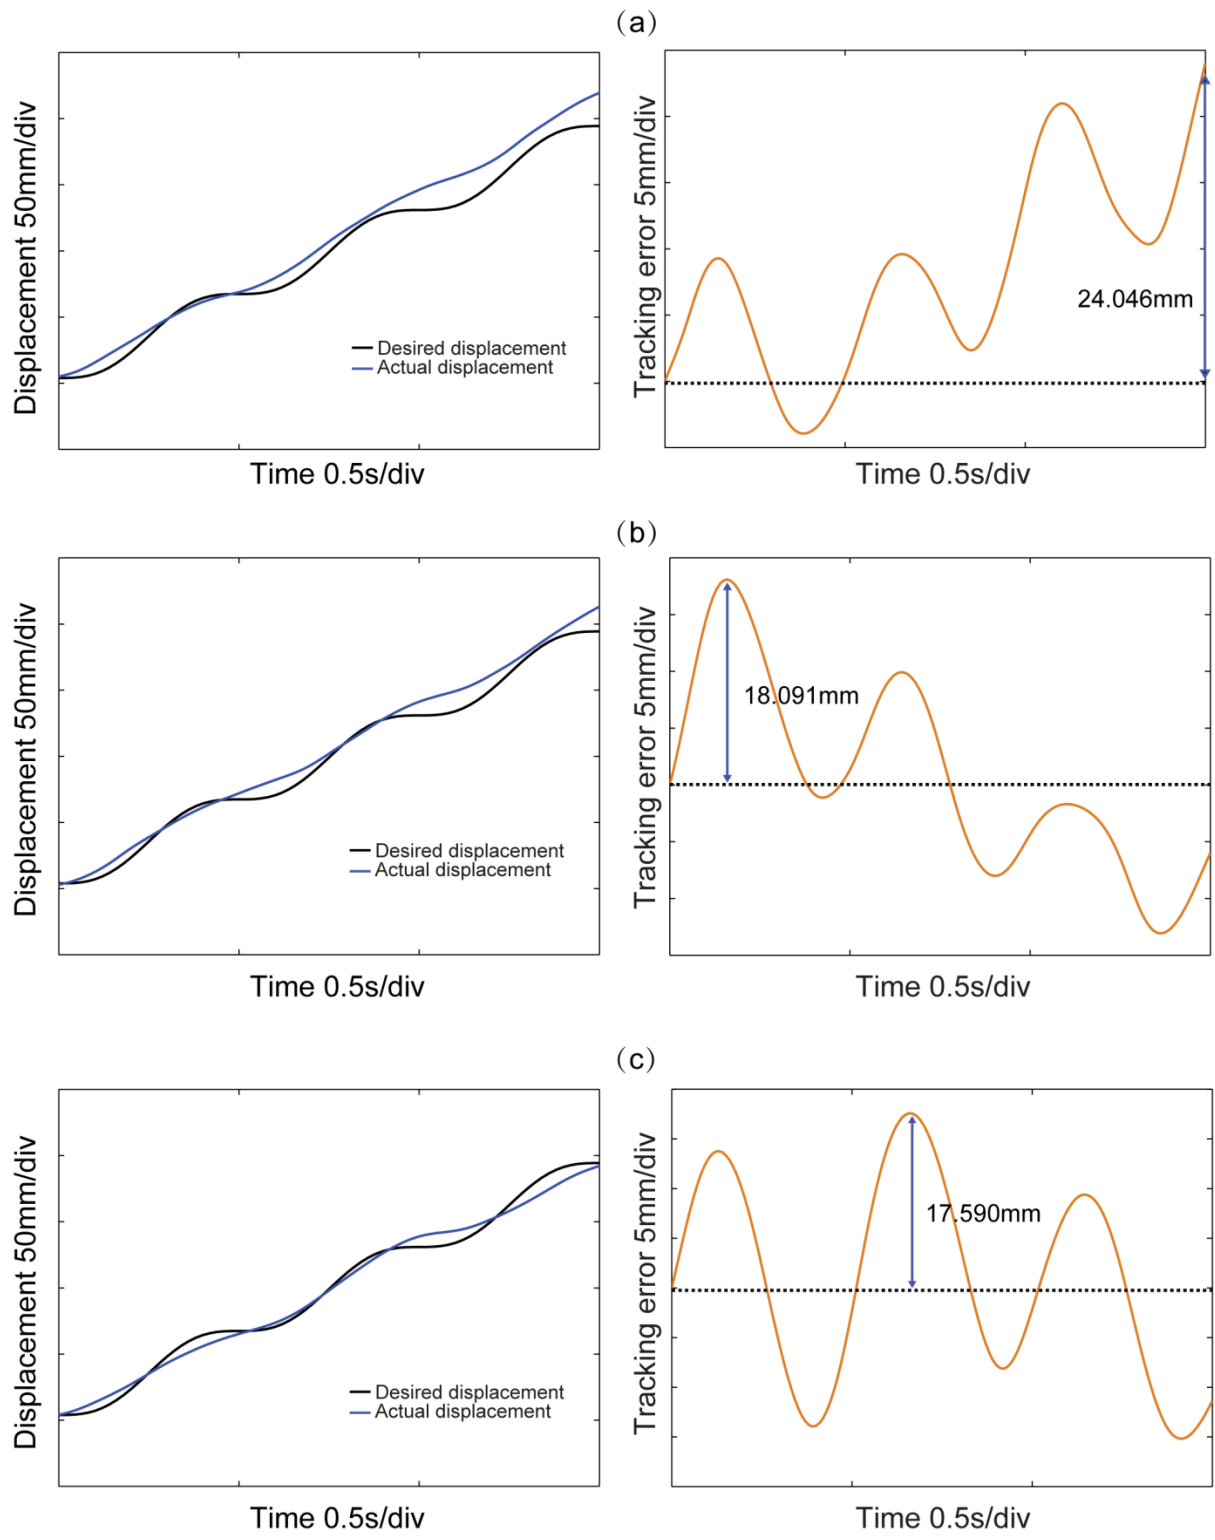 (a)
Displacement 50mm/div
Desired displacement
Actual displacement
Time 0.5s/div
Tracking error 5mm/div
24.046mm
Time 0.5s/div
(b)
Displacement 50mm/div
Desired displacement
Actual displacement
Time 0.5s/div
Tracking error 5mm/div
18.091mm
Time 0.5s/div
(c)
Displacement 50mm/div
Desired displacement
Actual displacement
Time 0.5s/div
Tracking error 5mm/div
17.590mm
Time 0.5s/div